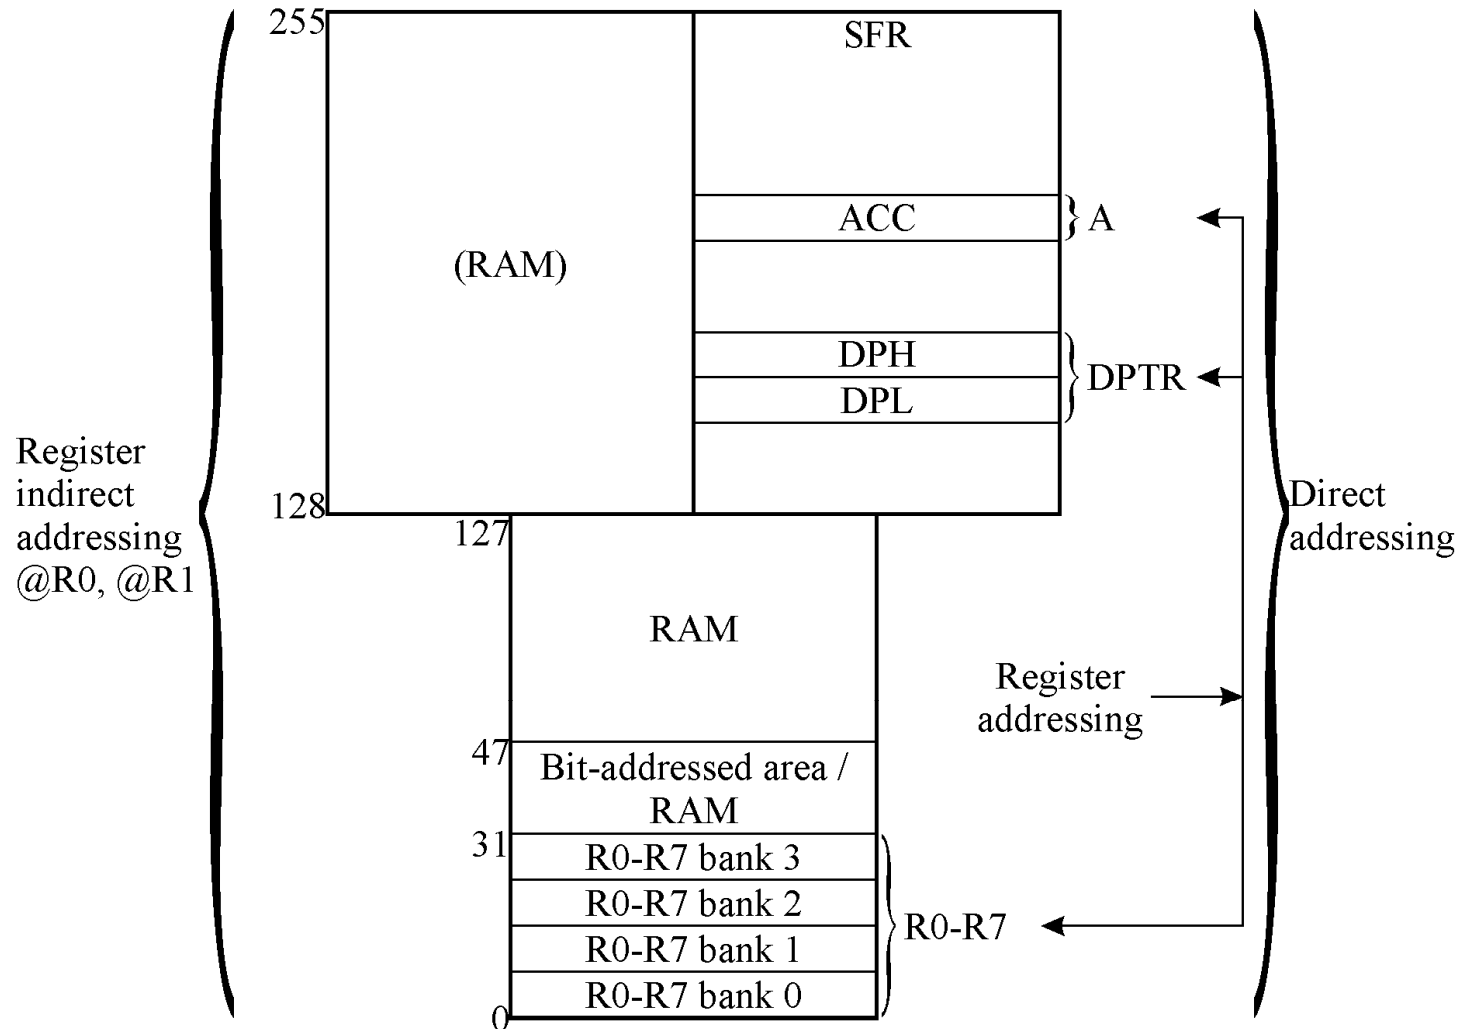 255
SFR
ACC
A
(RAM)
DPH
DPTR
DPL
Register
indirect
addressing
@R0, @R1
128
127
Direct
addressing
RAM
Register
addressing
47
Bit-addressed area /
RAM
31
R0-R7 bank 3
R0-R7 bank 2
R0-R7
R0-R7 bank 1
R0-R7 bank 0
0